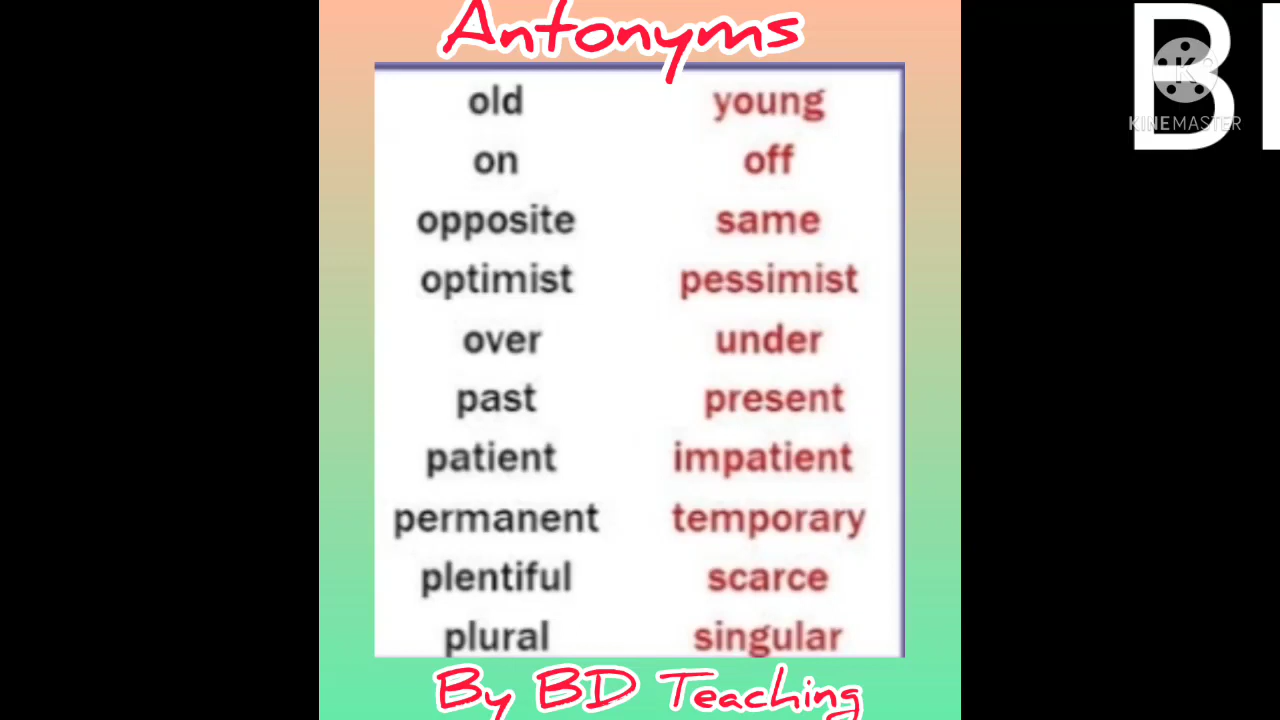 Antonyms
old young
on off
opposite same
optimist pessimist
over under
past present
patient impatient
permanent temporary
plentiful scarce
plural singular
By BD Teaching
B
KINEMASTER